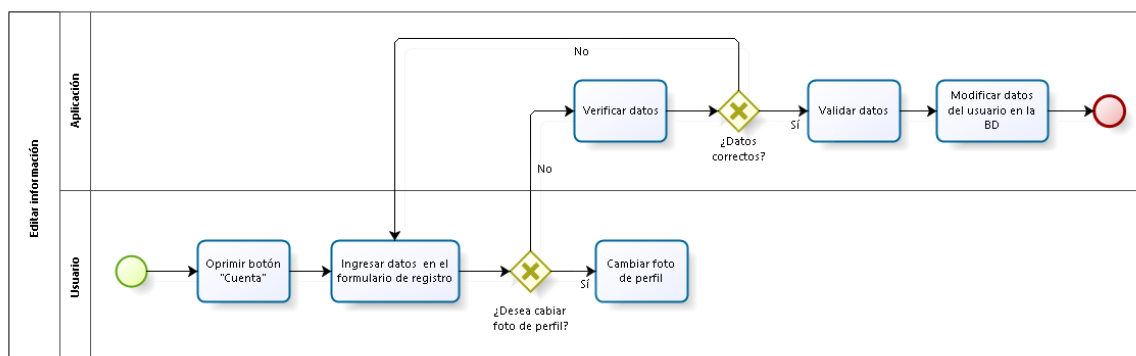 Editar información
Aplicación
No
Verificar datos
¿Datos
correctos?
Sí
Validar datos
Modificar datos
del usuario en la
BD
No
Usuario
Oprimir botón
"Cuenta"
Ingresar datos en el
formulario de registro
¿Desea cabiar
foto de perfil?
Sí
Cambiar foto
de perfil